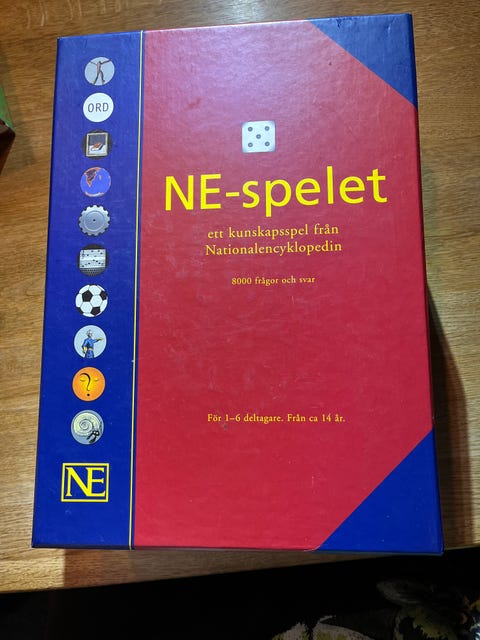 ORD
NE-spelet
ett kunskapsspel från
Nationalencyklopedin
8000 frågor och svar
För 1–6 deltagare. Från ca 14 år.
?
NE